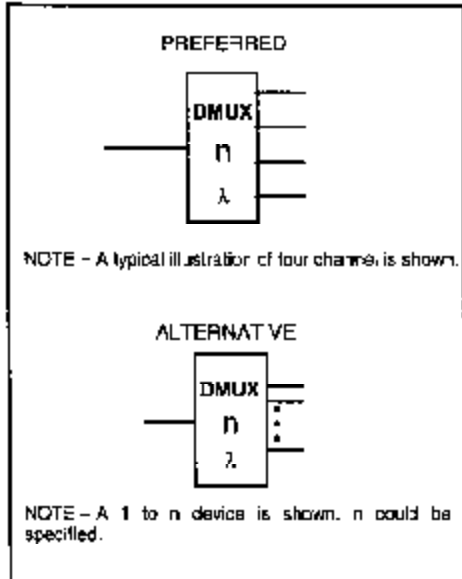 PREFERRED
DMUX
n
λ
NOTE – A typical illustration of four channel is shown.
ALTERNATIVE
DMUX
n
λ
NOTE – A 1 to n device is shown. n could be
specified.